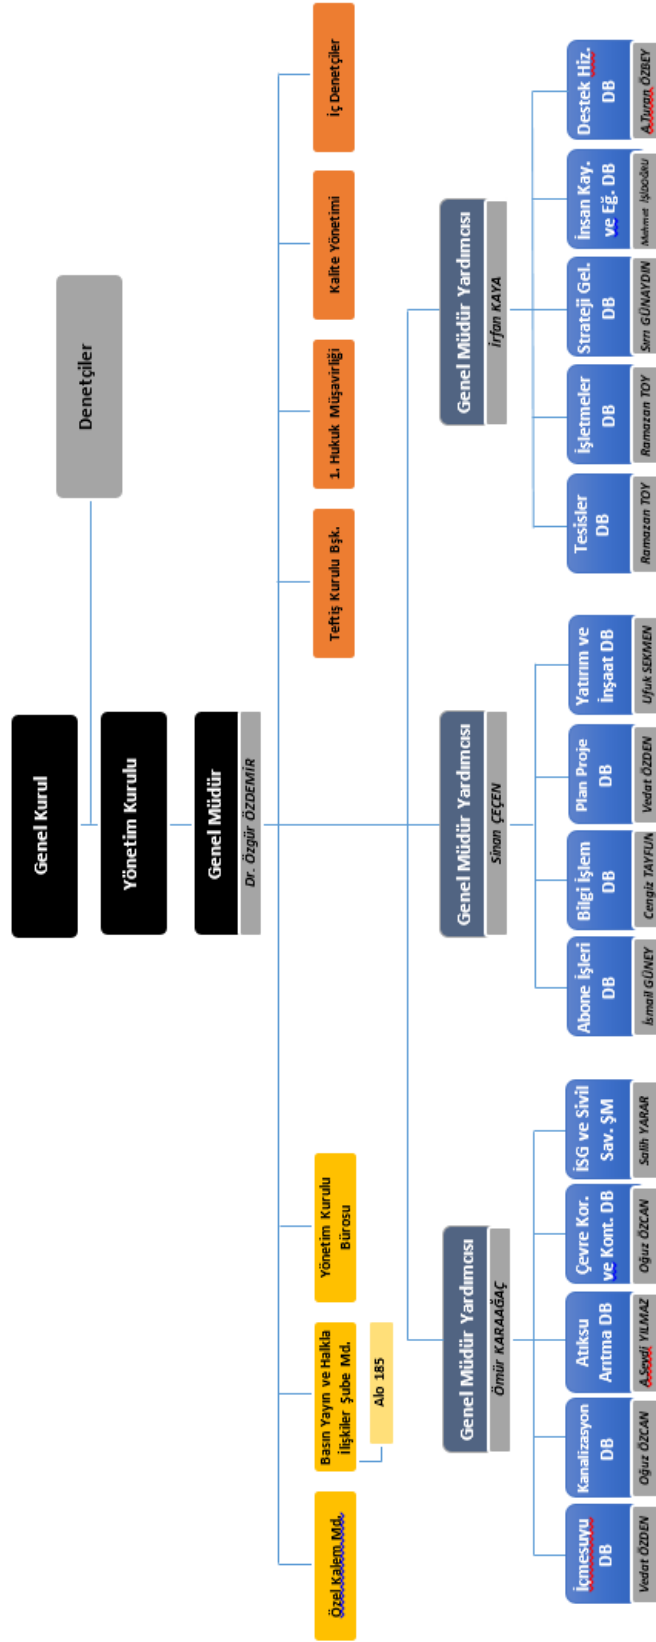 Genel Kurul
Denetçiler
Yönetim Kurulu
Genel Müdür
Dr. Özgür ÖZDEMİR
Özel Kalem Md.
Basın Yayın ve Halkla
İlişkiler Şube Md.
Alo 185
Yönetim Kurulu
Bürosu
Teftiş Kurulu Bşk.
1. Hukuk Müşavirliği
Kalite Yönetimi
İç Denetçiler
Genel Müdür Yardımcısı
Ömür KARAAĞAÇ
Genel Müdür Yardımcısı
Sinan ÇEÇEN
Genel Müdür Yardımcısı
İrfan KAYA
İçmesuyu
DB
Vedat ÖZDEN
Kanalizasyon
DB
Oğuz ÖZCAN
Atıksu
Arıtma DB
A.Seydi YILMAZ
Çevre Kor.
ve Kont. DB
Oğuz ÖZCAN
İSG ve Sivil
Sav. ŞM
Salih YARAR
Abone İşleri
DB
İsmail GÜNEY
Bilgi İşlem
DB
Cengiz TAYFUN
Plan Proje
DB
Vedat ÖZDEN
Yatırım ve
İnşaat DB
Ufuk SEKMEN
Tesisler
DB
Ramazan TOY
İşletmeler
DB
Ramazan TOY
Strateji Gel.
DB
Sırrı GÜNAYDIN
İnsan Kay.
ve Eğ. DB
Mehmet
Destek Hiz.
DB
A.Turan ÖZBEY